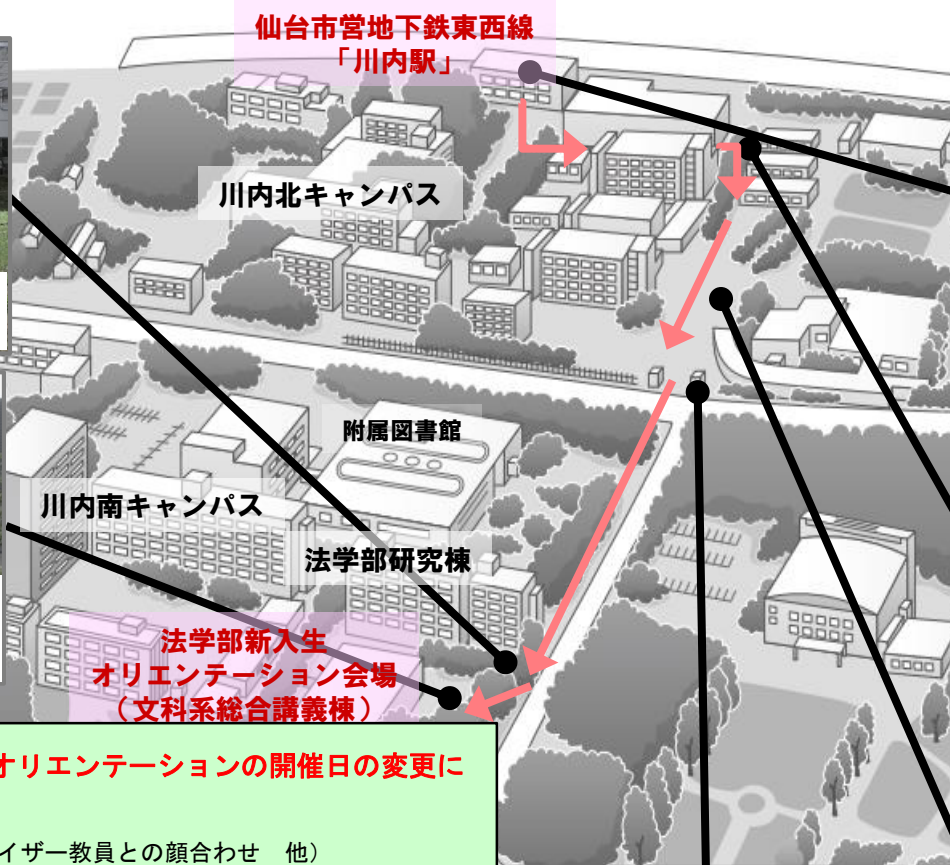 仙台市営地下鉄東西線
「川内駅」
川内北キャンパス
附属図書館
川内南キャンパス
法学部研究棟
法学部新入生
オリエンテーション会場
（文科系総合講義棟）
オリエンテーションの開催日の変更に
イザー教員との顔合わせ　他）